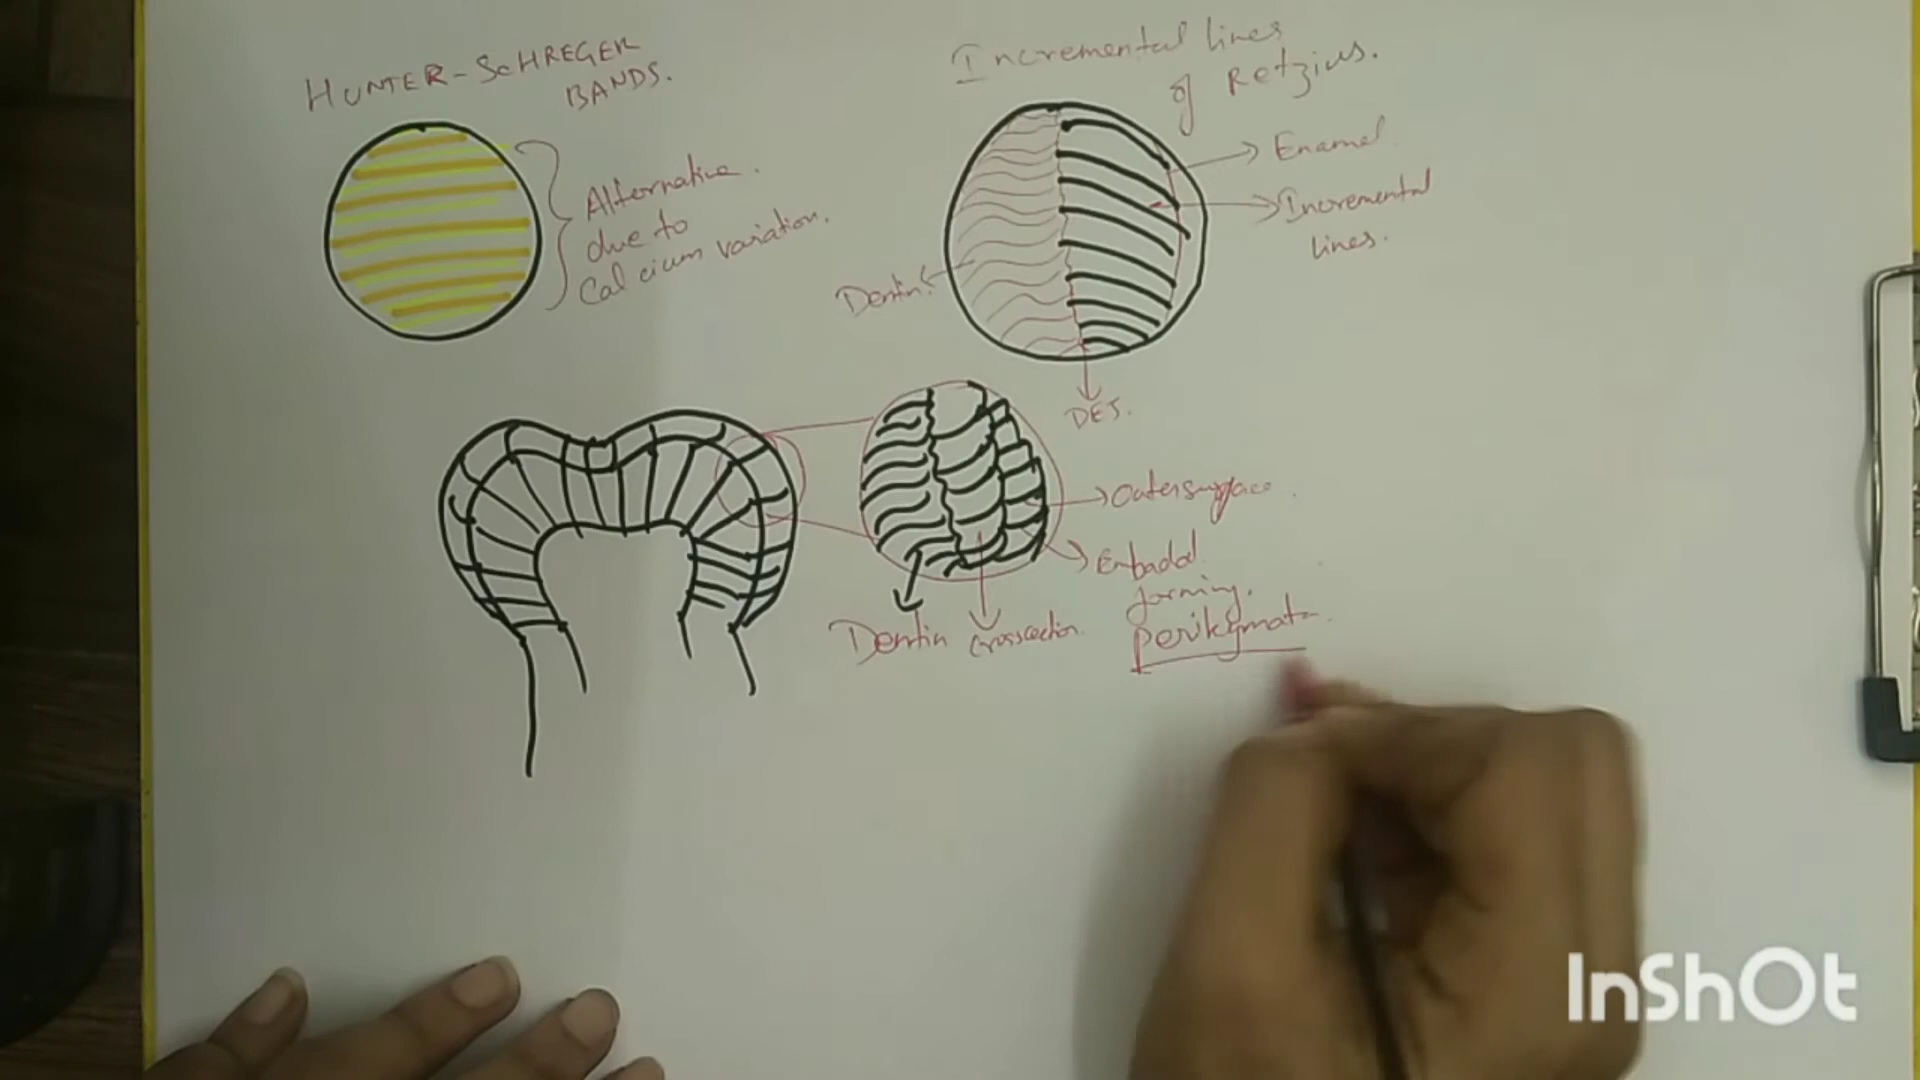 HUNTER-SCHREGER
BANDS.
Alternative.
due to
Calcium variation.
Incremental lines
of Retzius.
Enamel
Incremental
lines.
Dentin.
DEJ.
Outersurface.
forming.
perikymata.
Dentin
crosssection.
InShOt